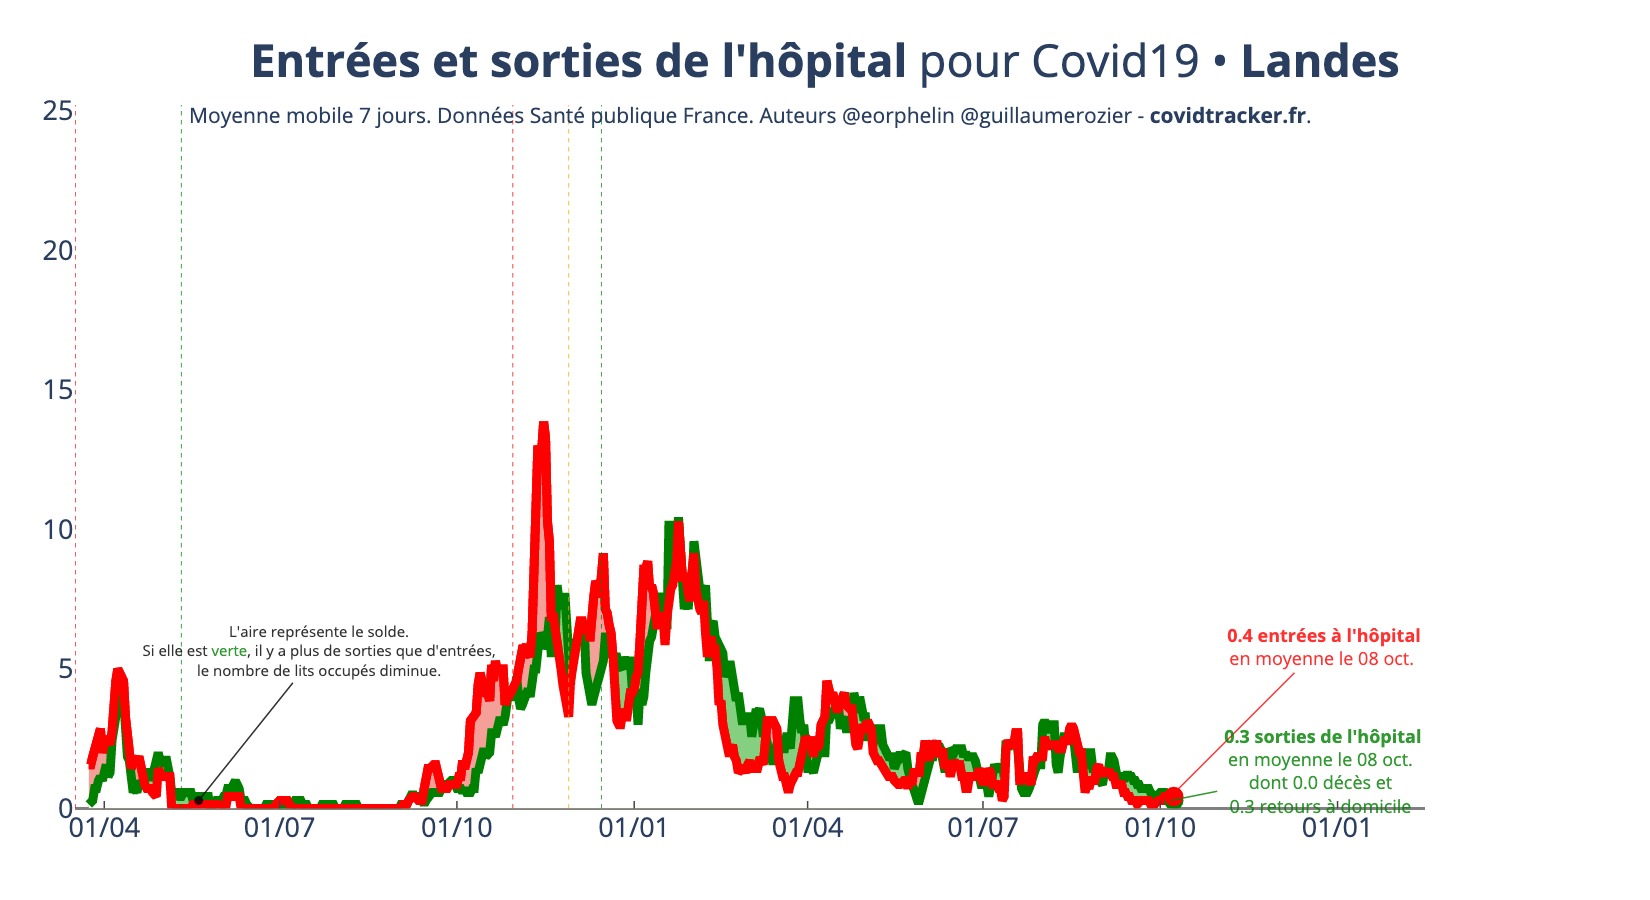 Entrées et sorties de l'hôpital pour Covid19 • Landes
Moyenne mobile 7 jours. Données Santé publique France. Auteurs @eorphelin @guillaumerozier - covidtracker.fr.
25
20
15
10
5
0
L'aire représente le solde.
Si elle est verte, il y a plus de sorties que d'entrées,
le nombre de lits occupés diminue.
0.4 entrées à l'hôpital
en moyenne le 08 oct.
0.3 sorties de l'hôpital
en moyenne le 08 oct.
dont 0.0 décès et
0.3 retours à domicile
01/04 01/07 01/10 01/01 01/04 01/07 01/10 01/01